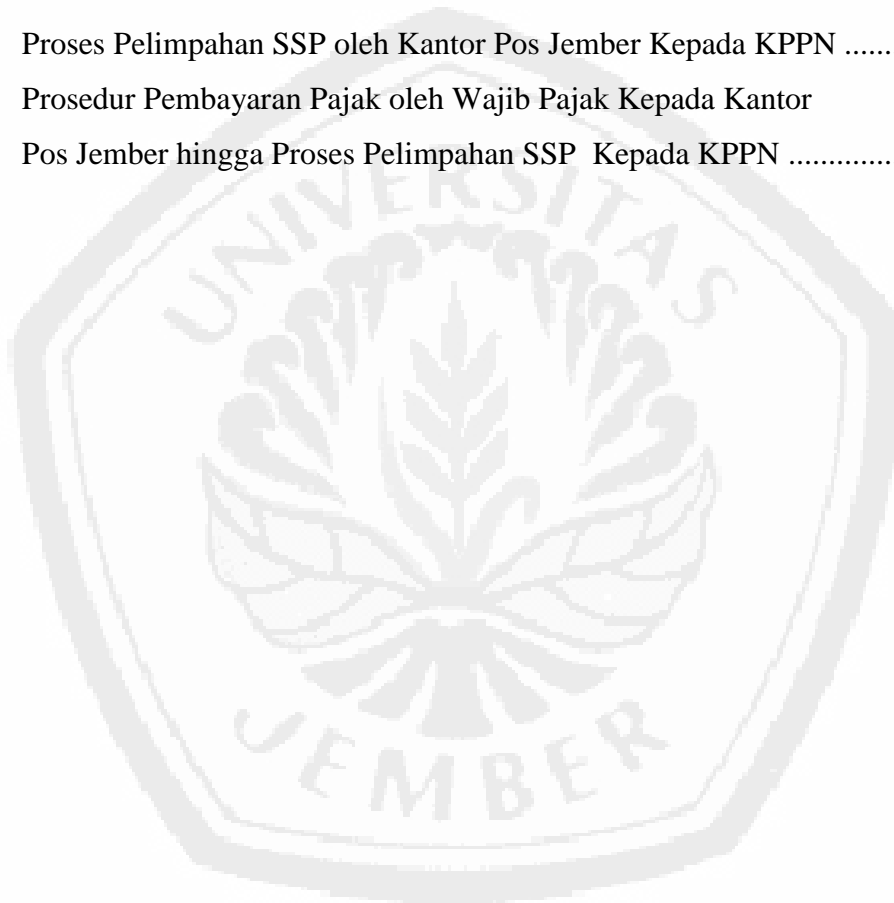 Proses Pelimpahan SSP oleh Kantor Pos Jember Kepada KPPN ......
Prosedur Pembayaran Pajak oleh Wajib Pajak Kepada Kantor
Pos Jember hingga Proses Pelimpahan SSP Kepada KPPN .............
UNIVERSITAS
JEMBER